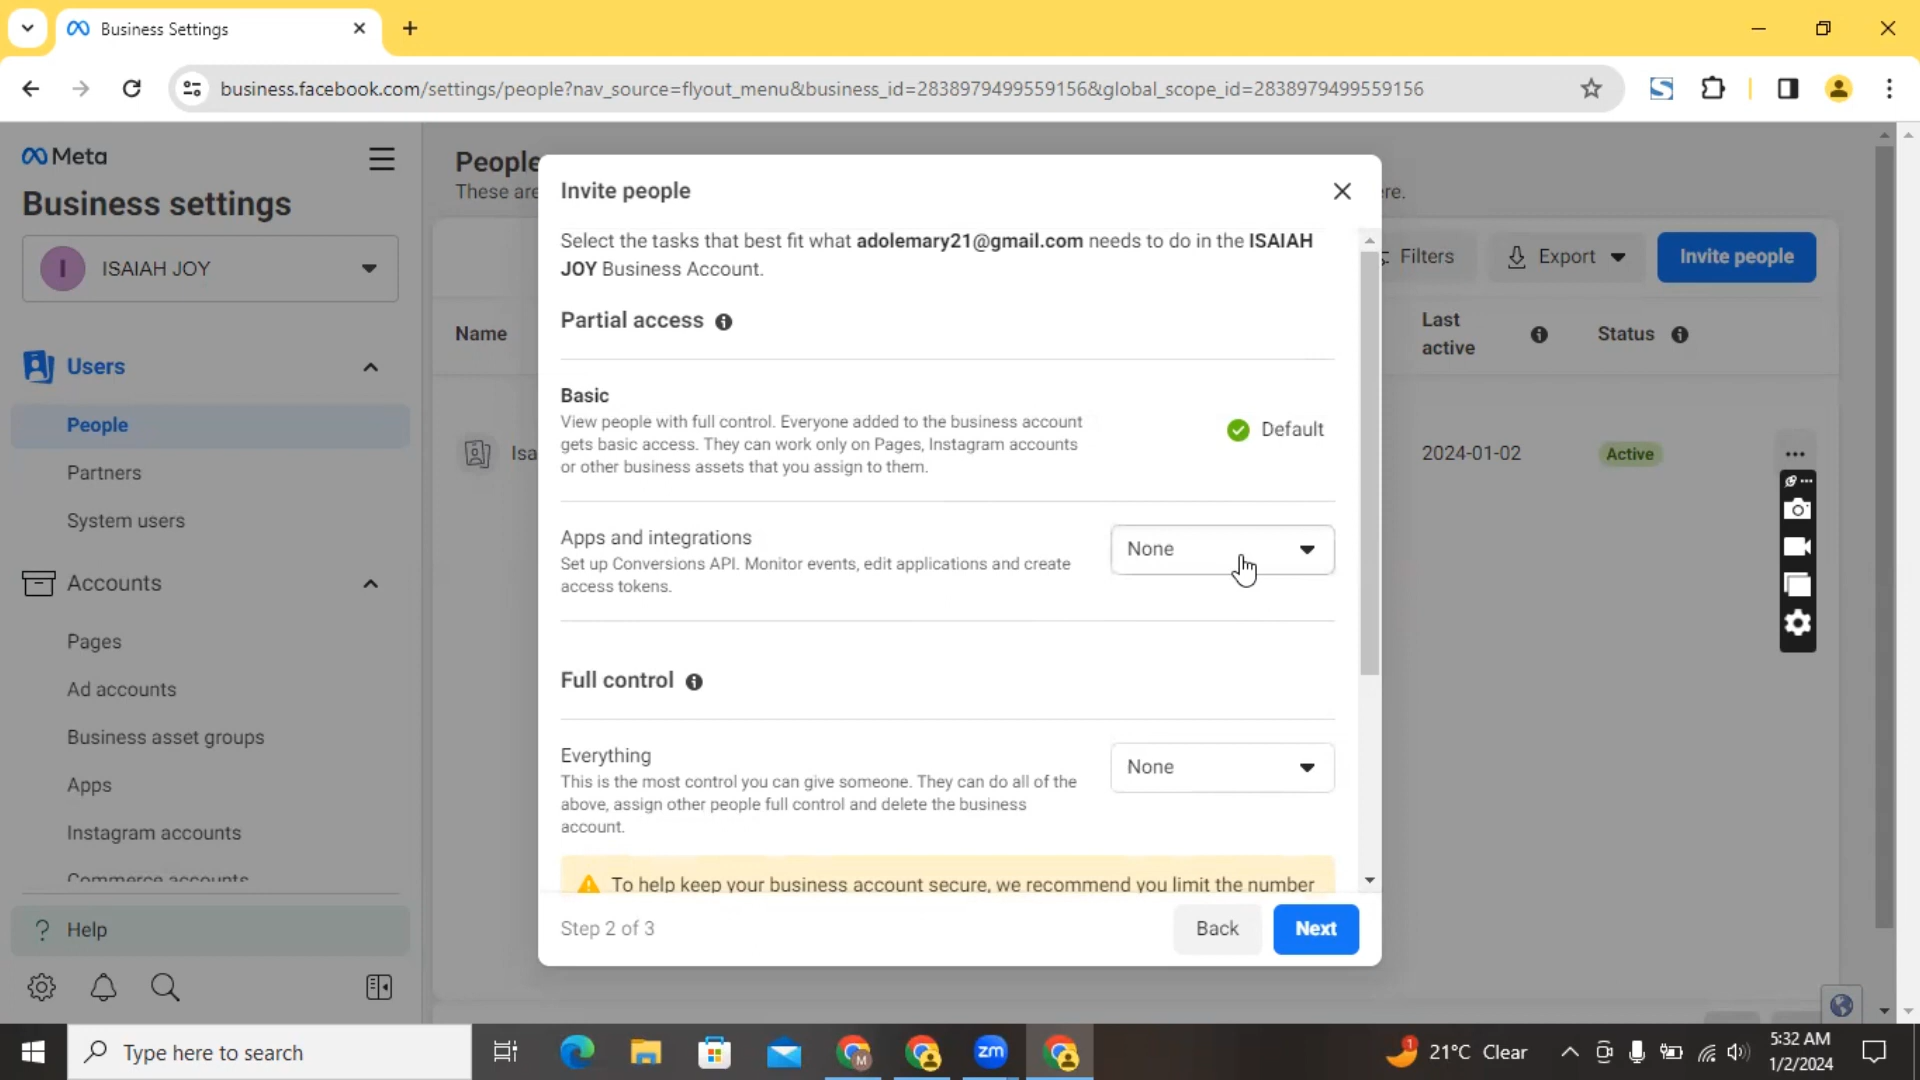 Business Settings
business.facebook.com/settings/people?nav_source=flyout_menu&business_id=2838979499559156&global_scope_id=2838979499559156
Meta
Business settings
I ISAIAH JOY
Users
People
Partners
System users
Accounts
Pages
Ad accounts
Business asset groups
Apps
Instagram accounts
Commerce accounts
? Help
People
These are
re.
Filters
Export
Invite people
Name
Last
active
Status
Isa
2024-01-02
Active
Invite people
Select the tasks that best fit what adolemary21@gmail.com needs to do in the ISAIAH
JOY Business Account.
Partial access
Basic
View people with full control. Everyone added to the business account
gets basic access. They can work only on Pages, Instagram accounts
or other business assets that you assign to them.
Default
Apps and integrations
Set up Conversions API. Monitor events, edit applications and create
access tokens.
None
Full control
Everything
This is the most control you can give someone. They can do all of the
above, assign other people full control and delete the business
account.
None
To help keep your business account secure, we recommend you limit the number
Step 2 of 3
Back
Next
Type here to search
M
zm
1
21°C Clear
5:32 AM
1/2/2024